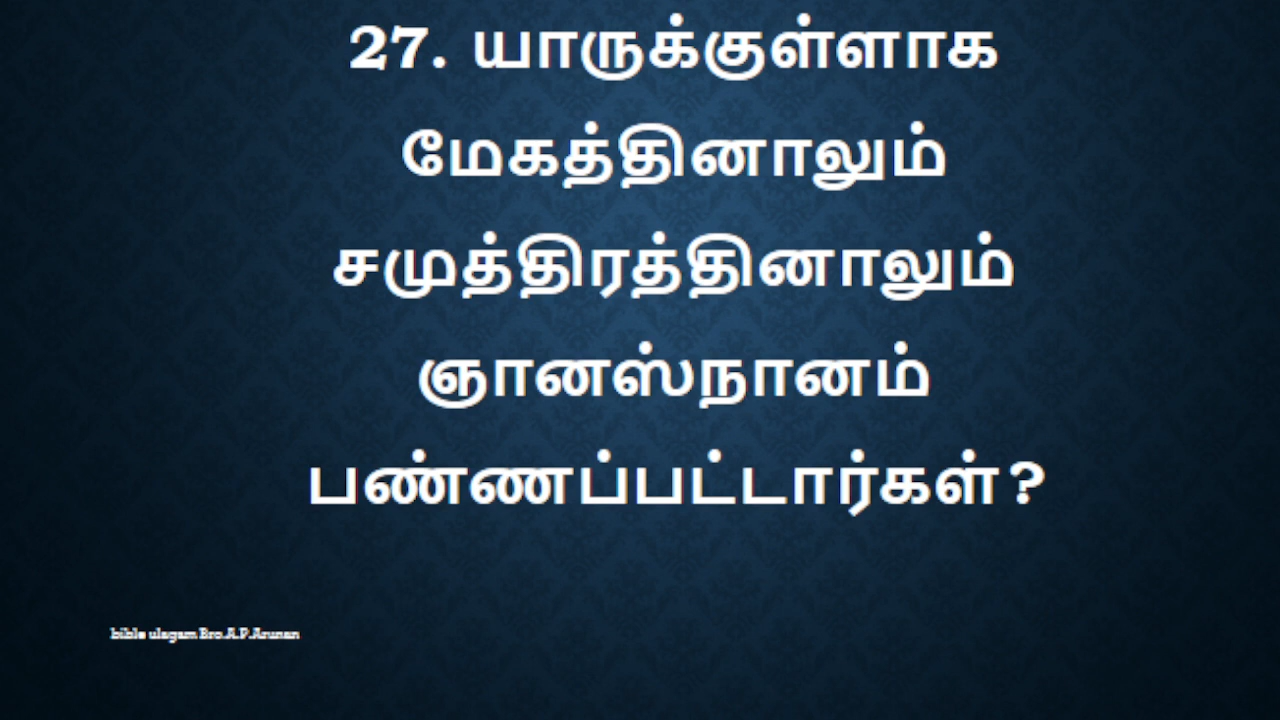 27. யாருக்குள்ளாக
மேகத்தினாலும்
சமுத்திரத்தினாலும்
ஞானஸ்நானம்
பண்ணப்பட்டார்கள்?
bible ulagam Bro.A.P.Arunan